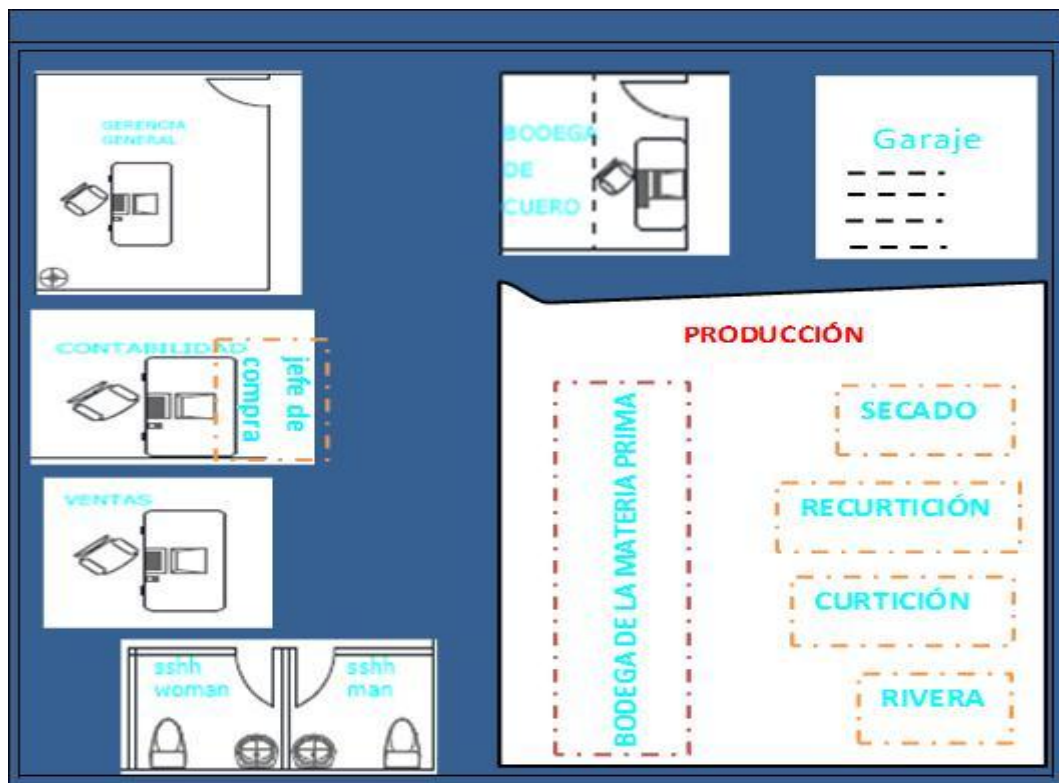 GERENCIA
GENERAL
BODEGA
DE
CUERO
Garaje
CONTABILIDAD
jefe de
compra
VENTAS
sshh
woman
sshh
man
PRODUCCIÓN
BODEGA DE LA MATERIA PRIMA
SECADO
RECURTICIÓN
CURTICIÓN
RIVERA